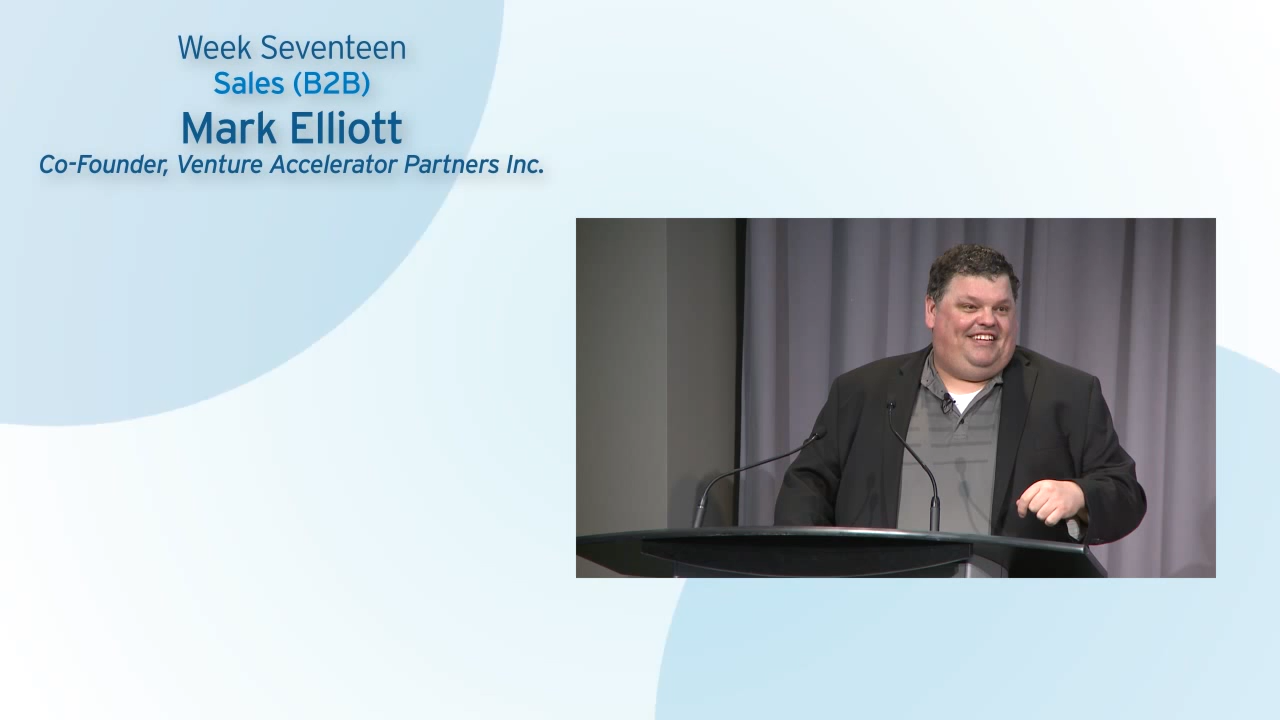 Week Seventeen
Sales (B2B)
Mark Elliott
Co-Founder, Venture Accelerator Partners Inc.